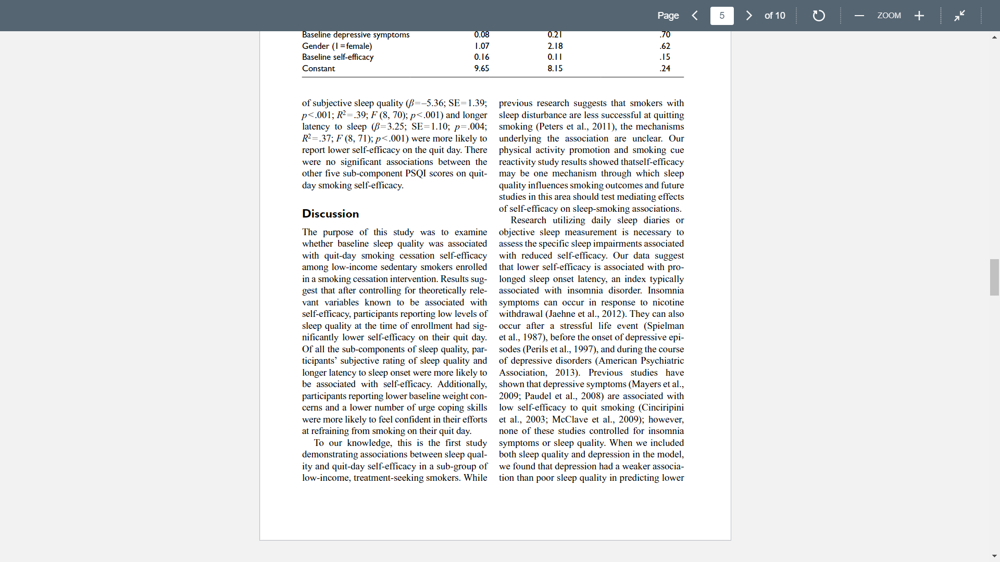 Page 5 of 10 ZOOM
Baseline depressive symptoms 0.08 0.21 .70
Gender (1 = female) 1.07 2.18 .62
Baseline self-efficacy 0.16 0.11 .15
Constant 9.65 8.15 .24
of subjective sleep quality (β=–5.36; SE=1.39;
p<.001; R²=.39; F (8, 70); p<.001) and longer
latency to sleep (β=3.25; SE=1.10; p=.004;
R²=.37; F (8, 71); p<.001) were more likely to
report lower self-efficacy on the quit day. There
were no significant associations between the
other five sub-component PSQI scores on quit-
day smoking self-efficacy.
Discussion
The purpose of this study was to examine
whether baseline sleep quality was associated
with quit-day smoking cessation self-efficacy
among low-income sedentary smokers enrolled
in a smoking cessation intervention. Results sug-
gest that after controlling for theoretically rele-
vant variables known to be associated with
self-efficacy, participants reporting low levels of
sleep quality at the time of enrollment had sig-
nificantly lower self-efficacy on their quit day.
Of all the sub-components of sleep quality, par-
ticipants’ subjective rating of sleep quality and
longer latency to sleep onset were more likely to
be associated with self-efficacy. Additionally,
participants reporting lower baseline weight con-
cerns and a lower number of urge coping skills
were more likely to feel confident in their efforts
at refraining from smoking on their quit day.
To our knowledge, this is the first study
demonstrating associations between sleep qual-
ity and quit-day self-efficacy in a sub-group of
low-income, treatment-seeking smokers. While
previous research suggests that smokers with
sleep disturbance are less successful at quitting
smoking (Peters et al., 2011), the mechanisms
underlying the association are unclear. Our
physical activity promotion and smoking cue
reactivity study results showed thatself-efficacy
may be one mechanism through which sleep
quality influences smoking outcomes and future
studies in this area should test mediating effects
of self-efficacy on sleep-smoking associations.
Research utilizing daily sleep diaries or
objective sleep measurement is necessary to
assess the specific sleep impairments associated
with reduced self-efficacy. Our data suggest
that lower self-efficacy is associated with pro-
longed sleep onset latency, an index typically
associated with insomnia disorder. Insomnia
symptoms can occur in response to nicotine
withdrawal (Jaehne et al., 2012). They can also
occur after a stressful life event (Spielman
et al., 1987), before the onset of depressive epi-
sodes (Perils et al., 1997), and during the course
of depressive disorders (American Psychiatric
Association, 2013). Previous studies have
shown that depressive symptoms (Mayers et al.,
2009; Paudel et al., 2008) are associated with
low self-efficacy to quit smoking (Cinciripini
et al., 2003; McClave et al., 2009); however,
none of these studies controlled for insomnia
symptoms or sleep quality. When we included
both sleep quality and depression in the model,
we found that depression had a weaker associa-
tion than poor sleep quality in predicting lower